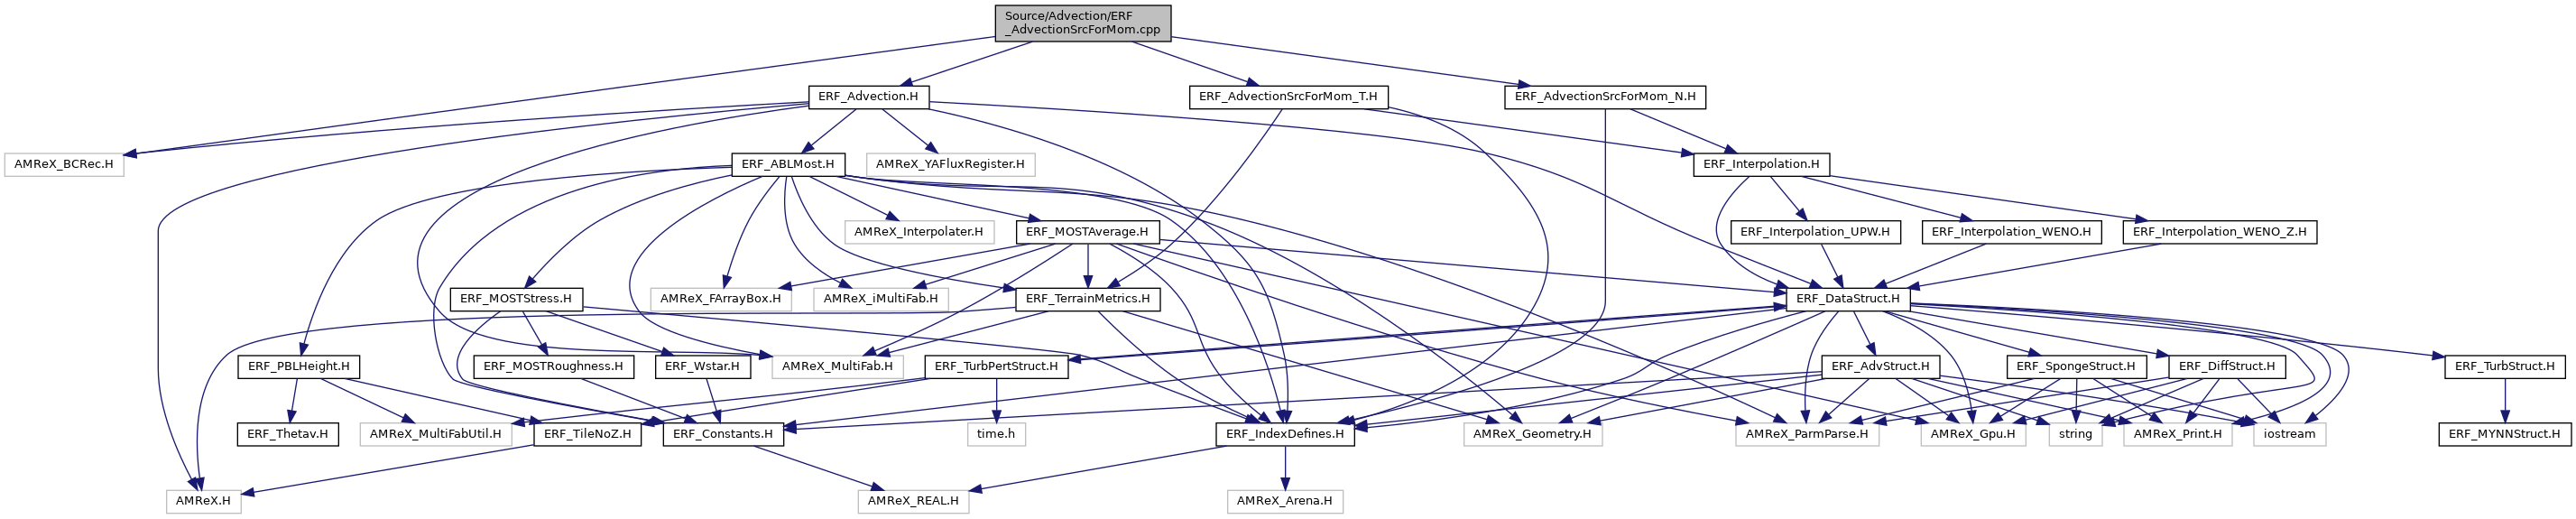 Source/Advection/ERF
_AdvectionSrcForMom.cpp
ERF_Advection.H
ERF_AdvectionSrcForMom_T.H
ERF_AdvectionSrcForMom_N.H
AMReX_BCRec.H
ERF_ABLMost.H
AMReX_YAFluxRegister.H
ERF_Interpolation.H
AMReX_Interpolater.H
ERF_MOSTAverage.H
ERF_Interpolation_UPW.H
ERF_Interpolation_WENO.H
ERF_Interpolation_WENO_Z.H
ERF_MOSTStress.H
AMReX_FArrayBox.H
AMReX_iMultiFab.H
ERF_TerrainMetrics.H
ERF_DataStruct.H
ERF_PBLHeight.H
ERF_MOSTRoughness.H
ERF_Wstar.H
AMReX_MultiFab.H
ERF_TurbPertStruct.H
ERF_AdvStruct.H
ERF_SpongeStruct.H
ERF_DiffStruct.H
ERF_TurbStruct.H
ERF_Thetav.H
AMReX_MultiFabUtil.H
ERF_TileNoZ.H
ERF_Constants.H
time.h
ERF_IndexDefines.H
AMReX_Geometry.H
AMReX_ParmParse.H
AMReX_Gpu.H
string
AMReX_Print.H
iostream
ERF_MYNNStruct.H
AMReX.H
AMReX_REAL.H
AMReX_Arena.H